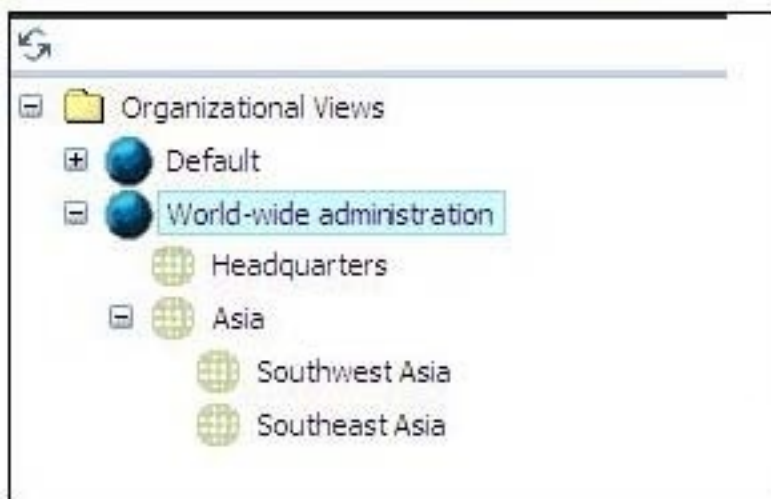 Organizational Views
Default
World-wide administration
Headquarters
Asia
Southwest Asia
Southeast Asia